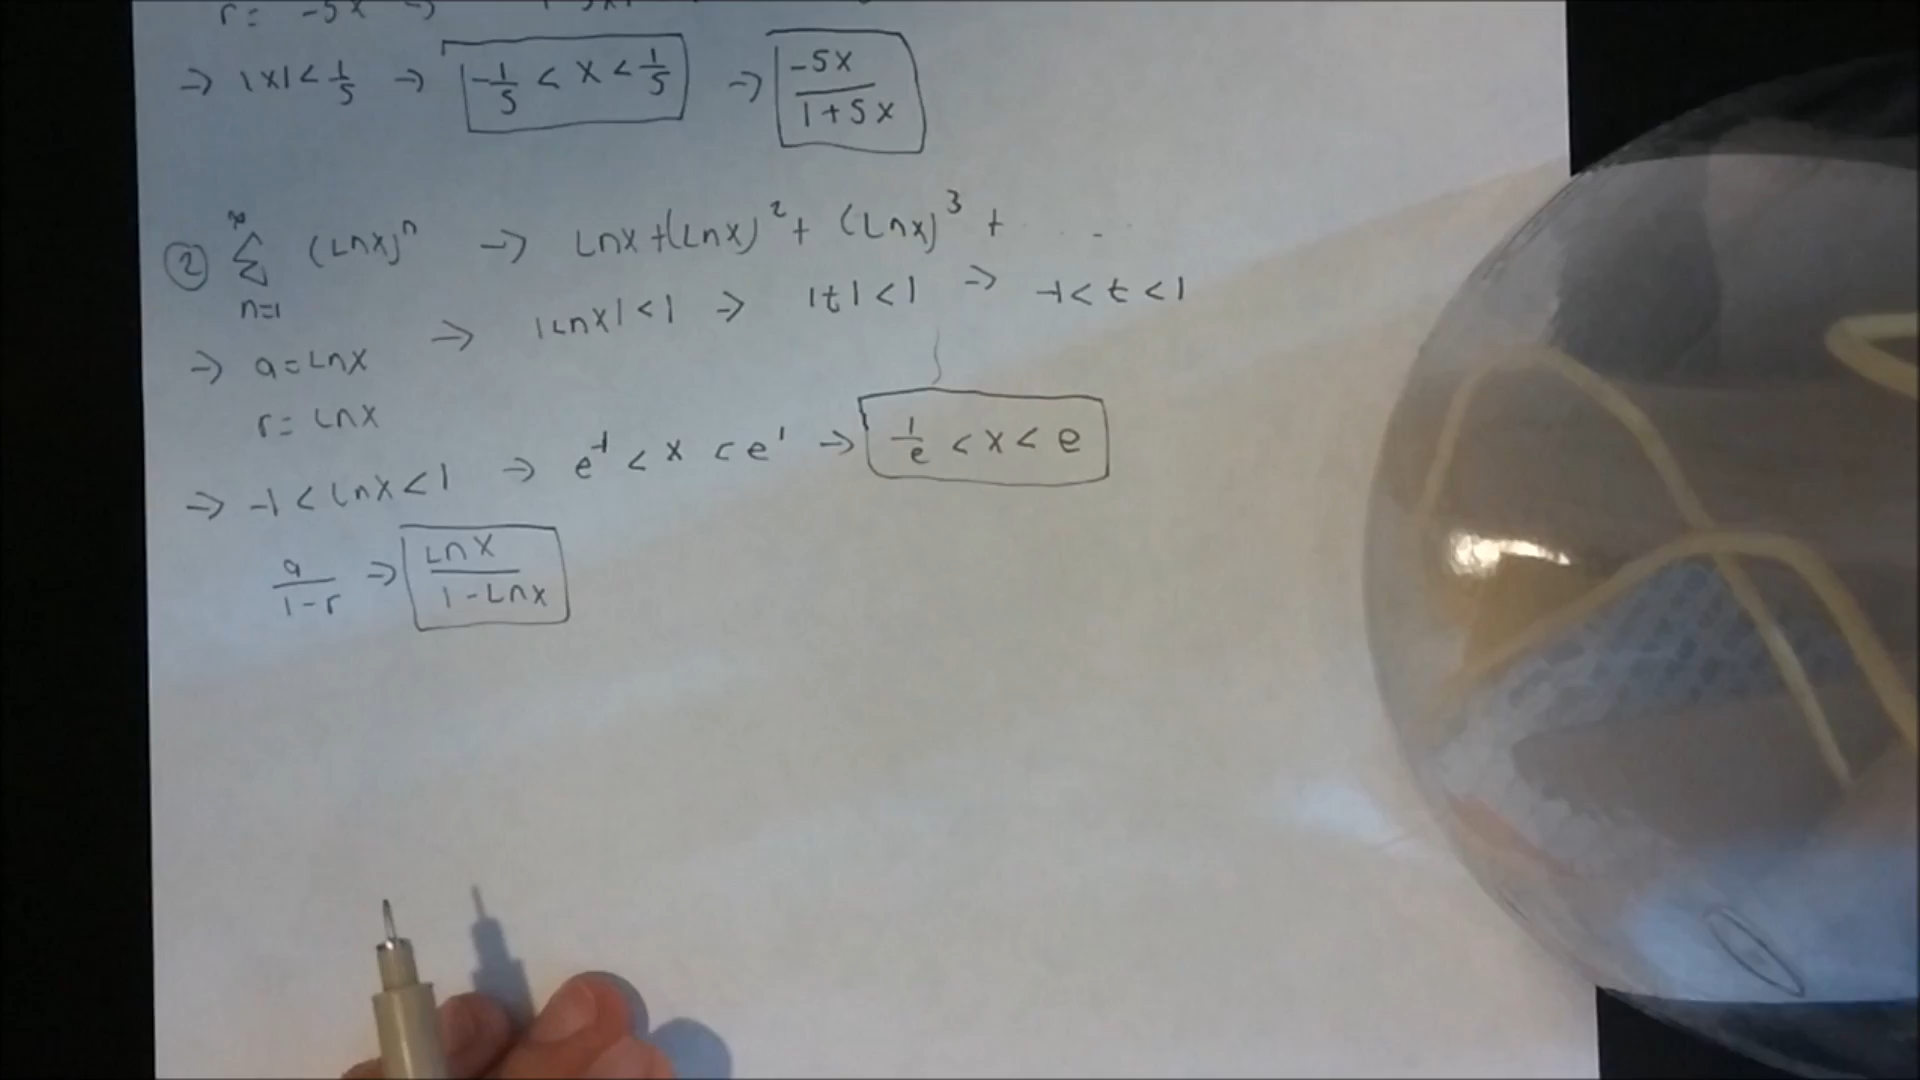 r = -5x →
→ |x| < 1/5 → -1/5 < x < 1/5 → -5x/(1+5x)
② ∞ Σ n=1 (Lnx)^n → Lnx + (Lnx)^2 + (Lnx)^3 + ...
→ a = Lnx → |Lnx| < 1 → |t| < 1 → -1 < t < 1
r = Lnx
→ -1 < Lnx < 1 → e^-1 < x < e^1 → 1/e < x < e
a/(1-r) → Lnx/(1-Lnx)